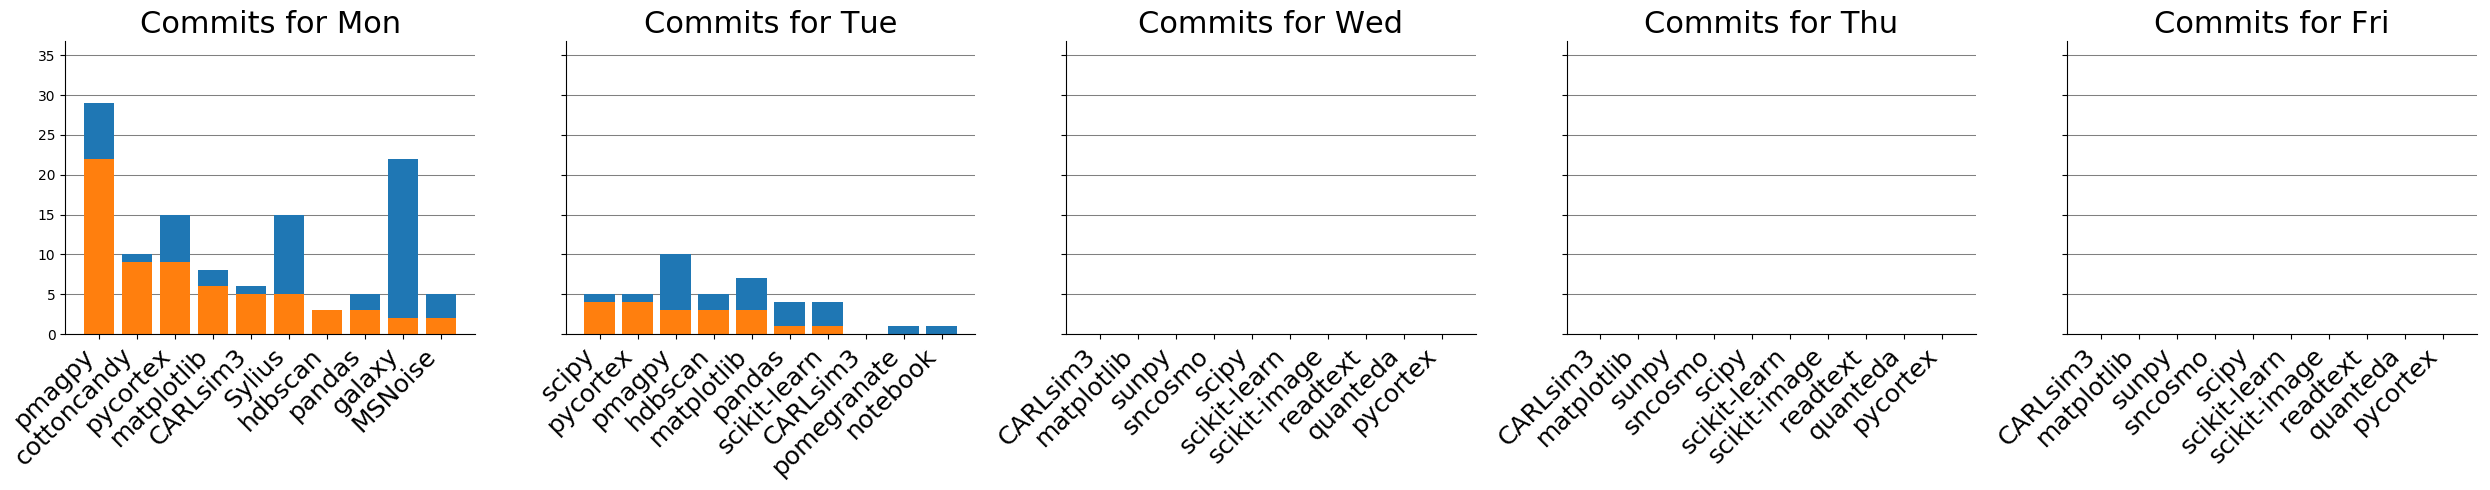 Commits for Mon
Commits for Tue
Commits for Wed
Commits for Thu
Commits for Fri
35
30
25
20
15
10
5
0
pmagpy
cottoncandy
pycortex
matplotlib
CARLsim3
Sylius
hdbscan
pandas
galaxy
MSNoise
scipy
pycortex
pmagpy
hdbscan
matplotlib
pandas
scikit-learn
CARLsim3
pomegranate
notebook
CARLsim3
matplotlib
sunpy
sncosmo
scipy
scikit-learn
scikit-image
readtext
quanteda
pycortex
CARLsim3
matplotlib
sunpy
sncosmo
scipy
scikit-learn
scikit-image
readtext
quanteda
pycortex
CARLsim3
matplotlib
sunpy
sncosmo
scipy
scikit-learn
scikit-image
readtext
quanteda
pycortex